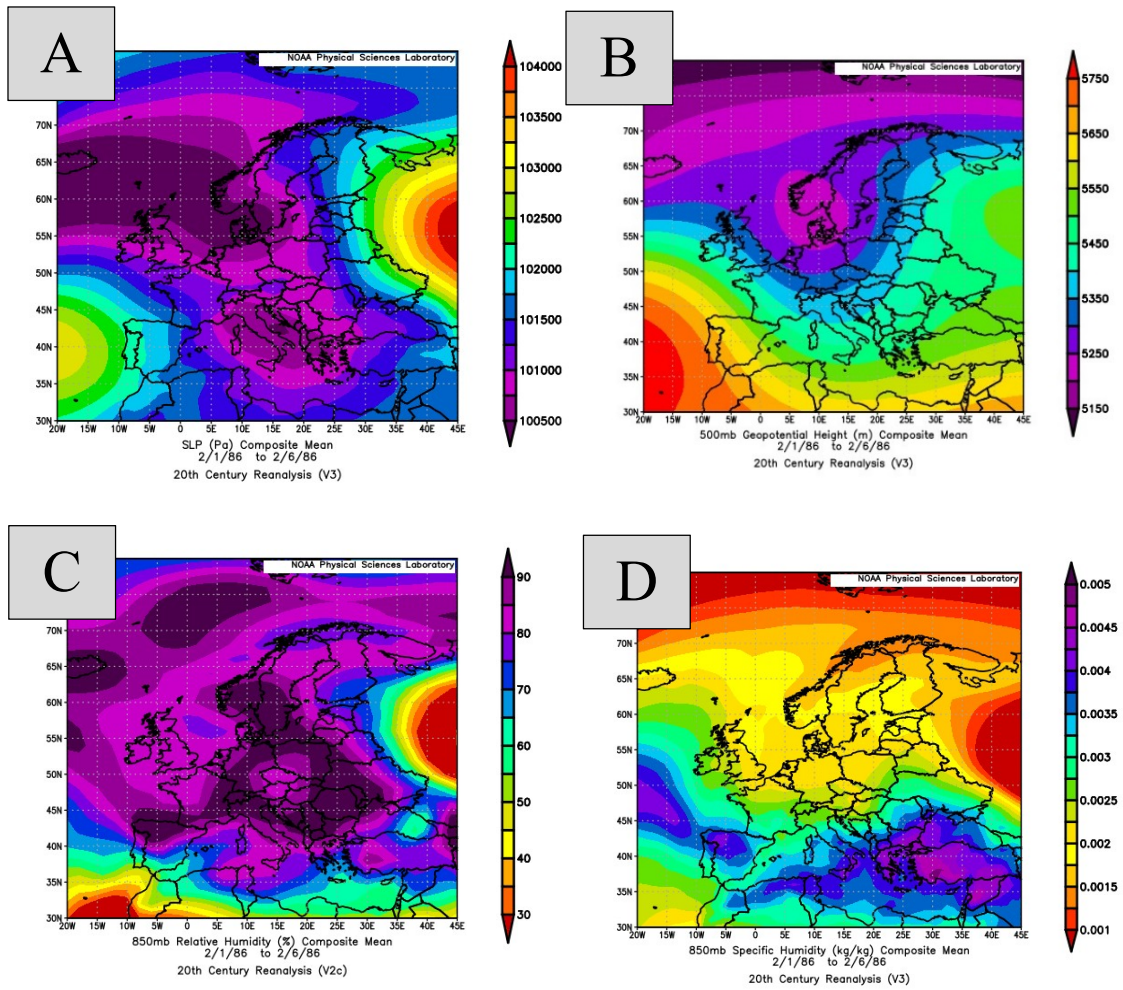 A
NOAA Physical Sciences Laboratory
70N
65N
60N
55N
50N
45N
40N
35N
30N
20W 15W 10W 5W 0 5E 10E 15E 20E 25E 30E 35E 40E 45E
104000
103500
103000
102500
102000
101500
101000
100500
SLP (Pa) Composite Mean
2/1/86 to 2/6/86
20th Century Reanalysis (V3)
B
NOAA Physical Sciences Laboratory
70N
65N
60N
55N
50N
45N
40N
35N
30N
20W 15W 10W 5W 0 5E 10E 15E 20E 25E 30E 35E 40E 45E
5750
5650
5550
5450
5350
5250
5150
500mb Geopotential Height (m) Composite Mean
2/1/86 to 2/6/86
20th Century Reanalysis (V3)
C
NOAA Physical Sciences Laboratory
70N
65N
60N
55N
50N
45N
40N
35N
30N
20W 15W 10W 5W 0 5E 10E 15E 20E 25E 30E 35E 40E 45E
90
80
70
60
50
40
30
850mb Relative Humidity (%) Composite Mean
2/1/86 to 2/6/86
20th Century Reanalysis (V2c)
D
NOAA Physical Sciences Laboratory
70N
65N
60N
55N
50N
45N
40N
35N
30N
20W 15W 10W 5W 0 5E 10E 15E 20E 25E 30E 35E 40E 45E
0.005
0.0045
0.004
0.0035
0.003
0.0025
0.002
0.0015
0.001
850mb Specific Humidity (kg/kg) Composite Mean
2/1/86 to 2/6/86
20th Century Reanalysis (V3)